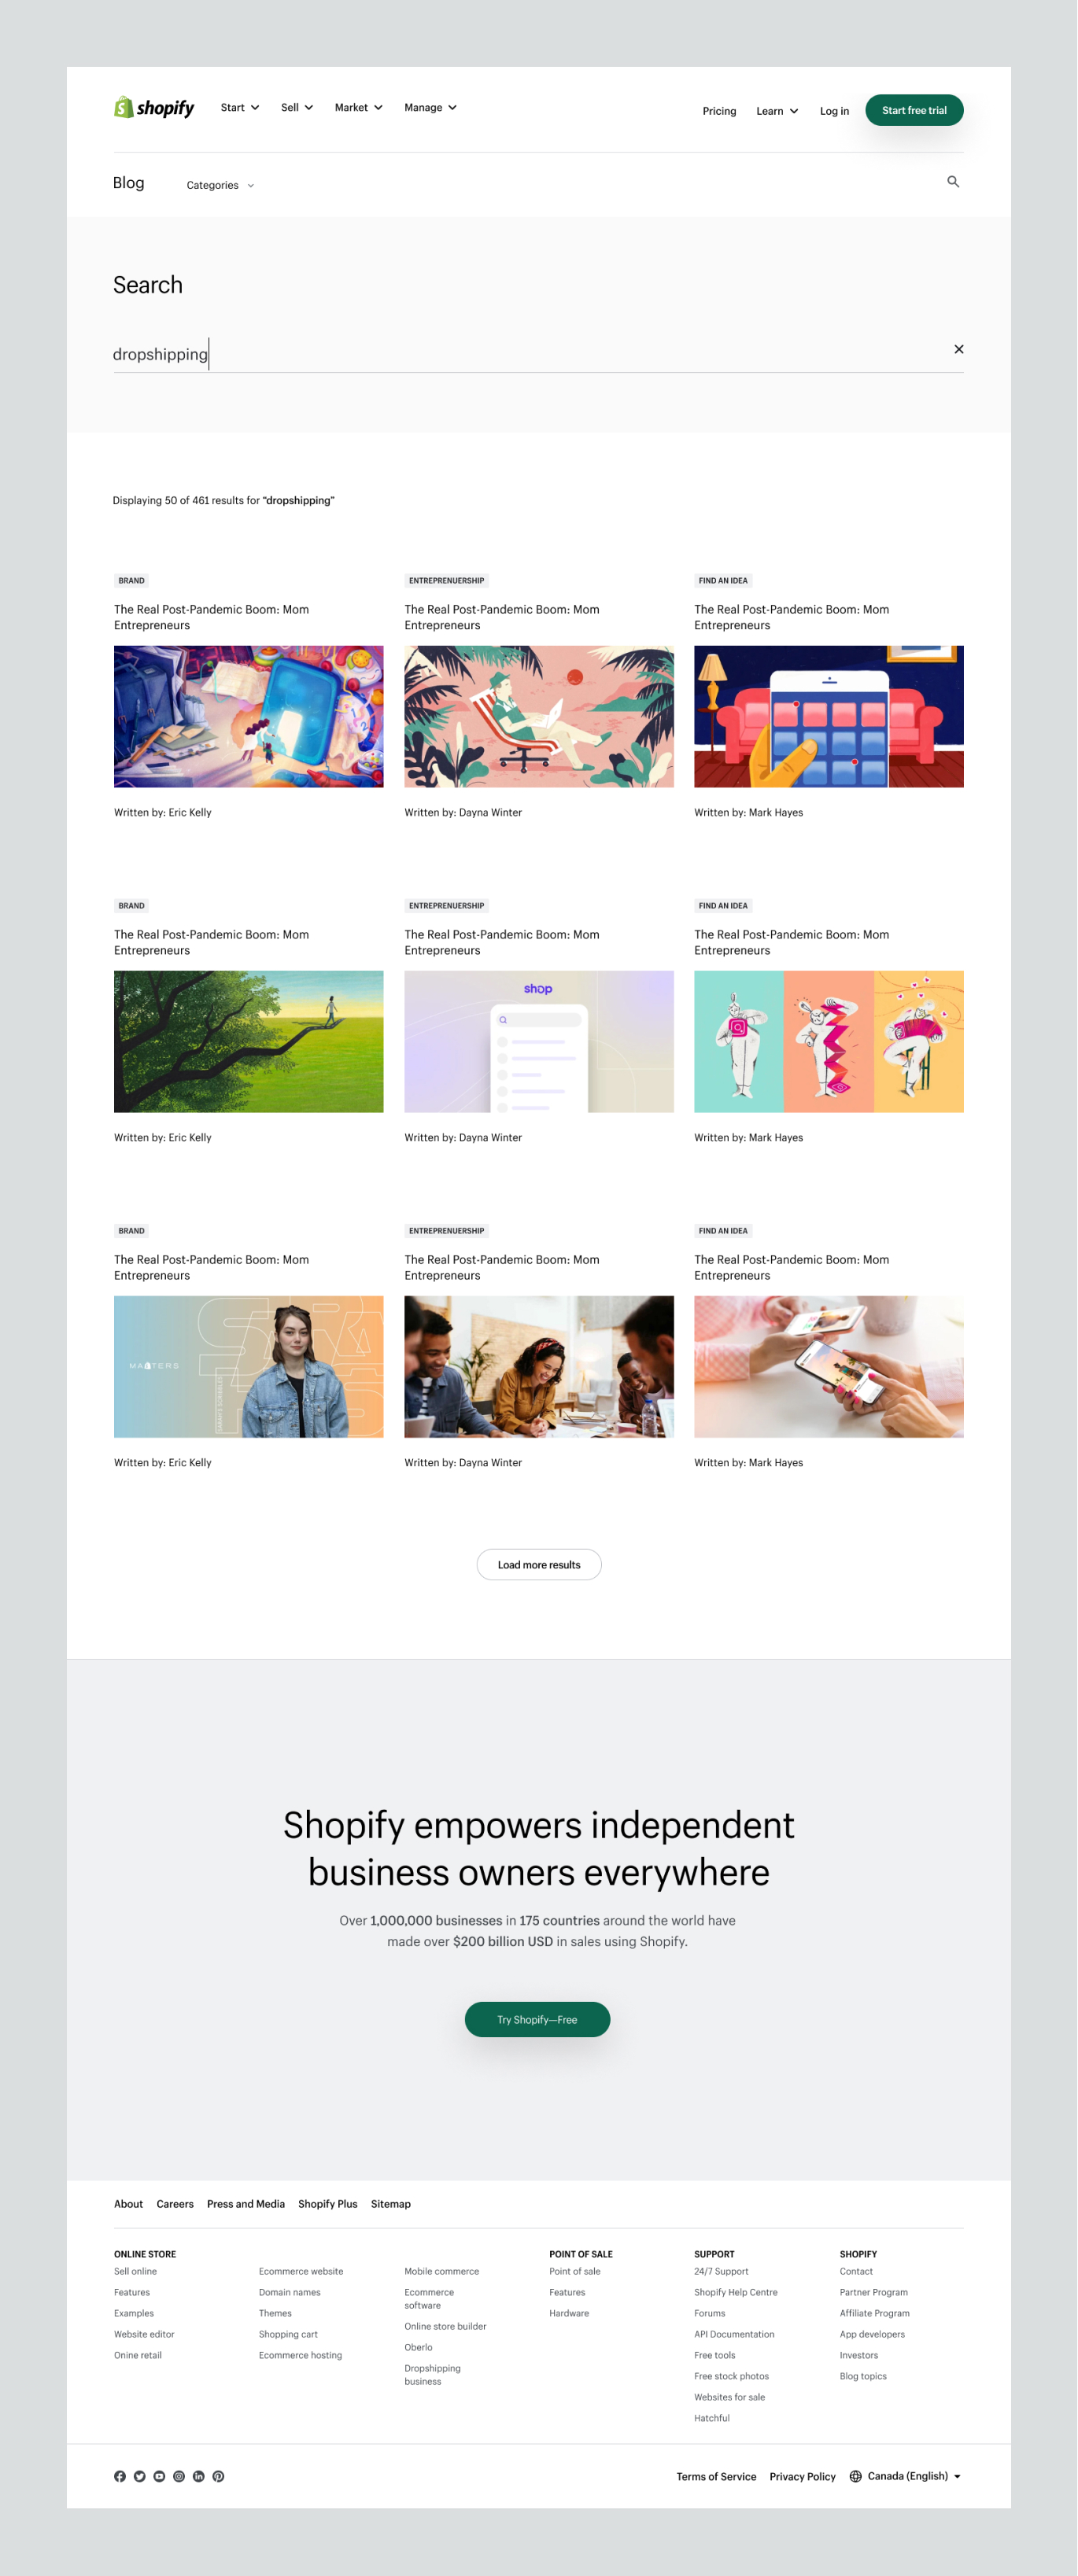 shopify Start Sell Market Manage Pricing Learn Log in Start free trial
Blog Categories
Search
dropshipping
Displaying 50 of 461 results for "dropshipping"
BRAND ENTREPRENUERSHIP FIND AN IDEA
The Real Post-Pandemic Boom: Mom The Real Post-Pandemic Boom: Mom The Real Post-Pandemic Boom: Mom
Entrepreneurs Entrepreneurs Entrepreneurs
Written by: Eric Kelly Written by: Dayna Winter Written by: Mark Hayes
BRAND ENTREPRENUERSHIP FIND AN IDEA
The Real Post-Pandemic Boom: Mom The Real Post-Pandemic Boom: Mom The Real Post-Pandemic Boom: Mom
Entrepreneurs Entrepreneurs Entrepreneurs
shop
Written by: Eric Kelly Written by: Dayna Winter Written by: Mark Hayes
BRAND ENTREPRENUERSHIP FIND AN IDEA
The Real Post-Pandemic Boom: Mom The Real Post-Pandemic Boom: Mom The Real Post-Pandemic Boom: Mom
Entrepreneurs Entrepreneurs Entrepreneurs
MASTERS
Written by: Eric Kelly Written by: Dayna Winter Written by: Mark Hayes
Load more results
Shopify empowers independent
business owners everywhere
Over 1,000,000 businesses in 175 countries around the world have
made over $200 billion USD in sales using Shopify.
Try Shopify—Free
About Careers Press and Media Shopify Plus Sitemap
ONLINE STORE
Sell online
Features
Examples
Website editor
Onine retail
Ecommerce website
Domain names
Themes
Shopping cart
Ecommerce hosting
Mobile commerce
Ecommerce
software
Online store builder
Oberlo
Dropshipping
business
POINT OF SALE
Point of sale
Features
Hardware
SUPPORT
24/7 Support
Shopify Help Centre
Forums
API Documentation
Free tools
Free stock photos
Websites for sale
Hatchful
SHOPIFY
Contact
Partner Program
Affiliate Program
App developers
Investors
Blog topics
Terms of Service Privacy Policy Canada (English)